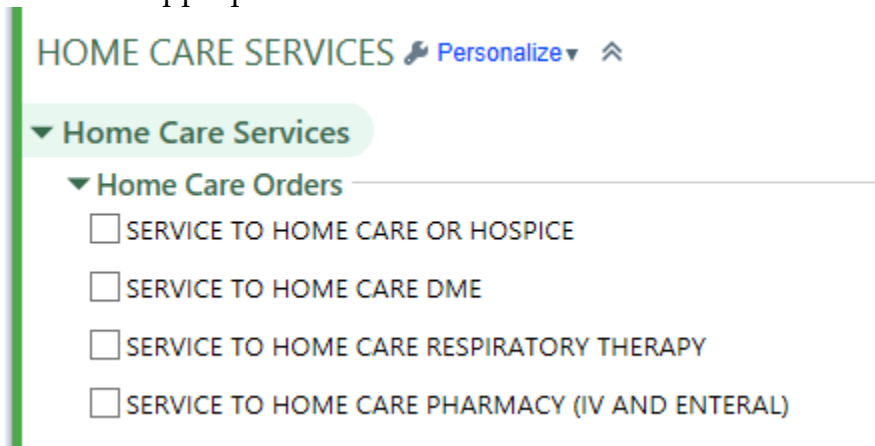 HOME CARE SERVICES Personalize
Home Care Services
Home Care Orders
SERVICE TO HOME CARE OR HOSPICE
SERVICE TO HOME CARE DME
SERVICE TO HOME CARE RESPIRATORY THERAPY
SERVICE TO HOME CARE PHARMACY (IV AND ENTERAL)